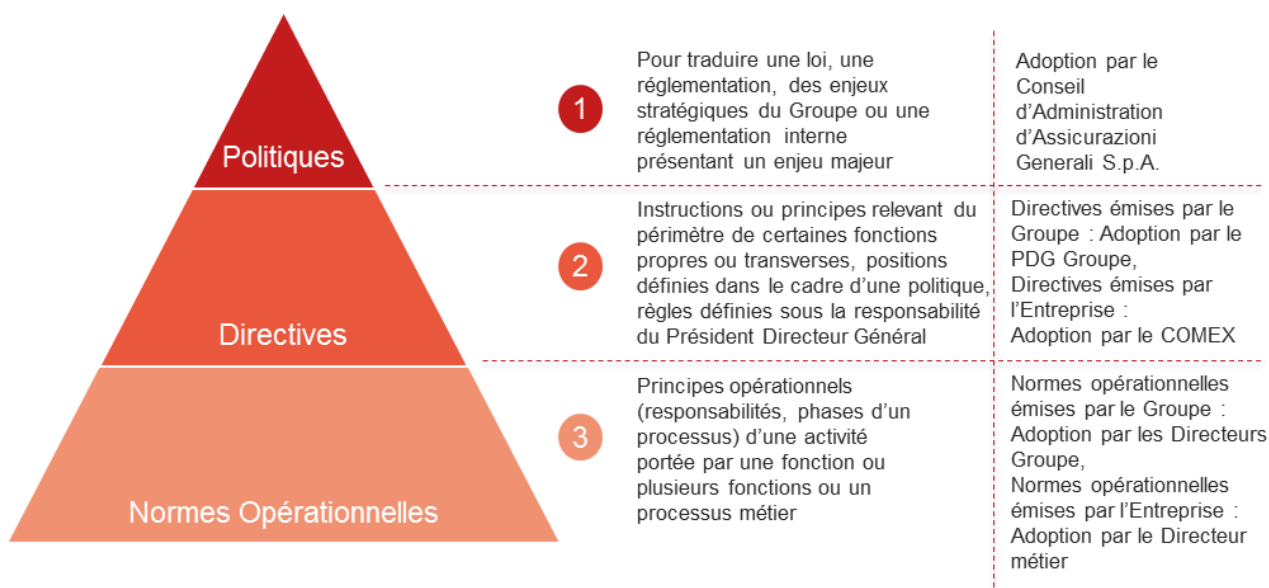 Politiques
1
Pour traduire une loi, une
réglementation, des enjeux
stratégiques du Groupe ou une
réglementation interne
présentant un enjeu majeur
Adoption par le
Conseil
d'Administration
d'Assicurazioni
Generali S.p.A.
Directives
2
Instructions ou principes relevant du
périmètre de certaines fonctions
propres ou transverses, positions
définies dans le cadre d'une politique,
règles définies sous la responsabilité
du Président Directeur Général
Directives émises par le
Groupe : Adoption par le
PDG Groupe,
Directives émises par
l'Entreprise :
Adoption par le COMEX
Normes Opérationnelles
3
Principes opérationnels
(responsabilités, phases d'un
processus) d'une activité
portée par une fonction ou
plusieurs fonctions ou un
processus métier
Normes opérationnelles
émises par le Groupe :
Adoption par les Directeurs
Groupe,
Normes opérationnelles
émises par l'Entreprise :
Adoption par le Directeur
métier